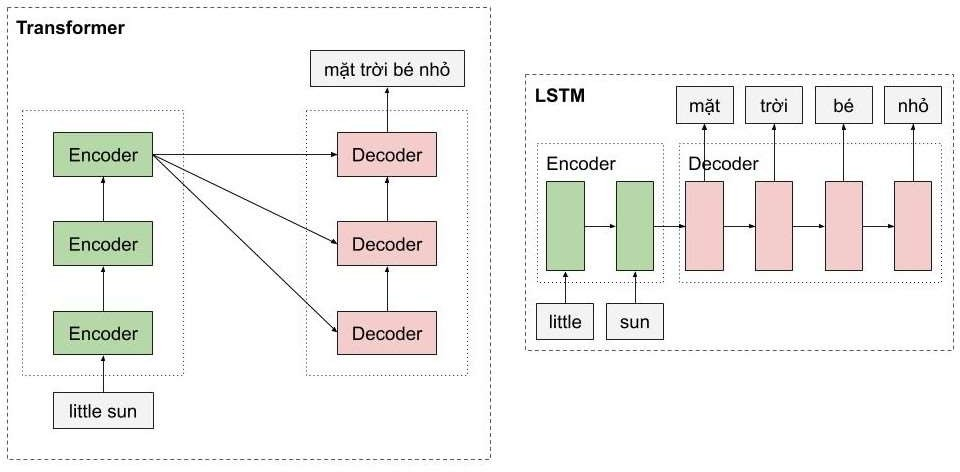 Transformer
mặt trời bé nhỏ
Encoder
Decoder
Encoder
Decoder
Encoder
Decoder
little sun
LSTM
mặt
trời
bé
nhỏ
Encoder
Decoder
little
sun